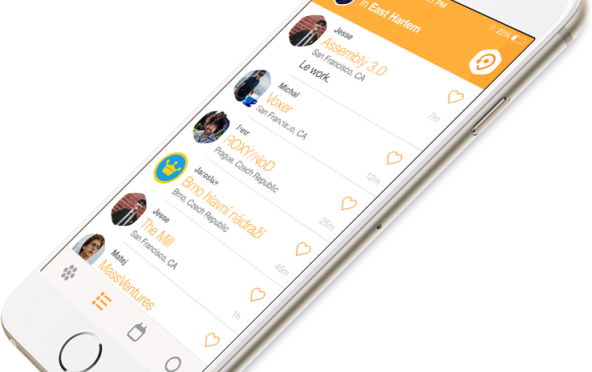 PM
22%
in East Harlem
Jesse
Assembly 3.0
San Francisco, CA
Le work.
7m
Michal
Voxer
San Francisco, CA
12m
Petr
ROXY/NoD
Prague, Czech Republic
25m
Jaroslav
Brno hlavní nádraží
Brno, Czech Republic
42m
Jesse
The Mill
San Francisco, CA
1h
Matej
MassVentures